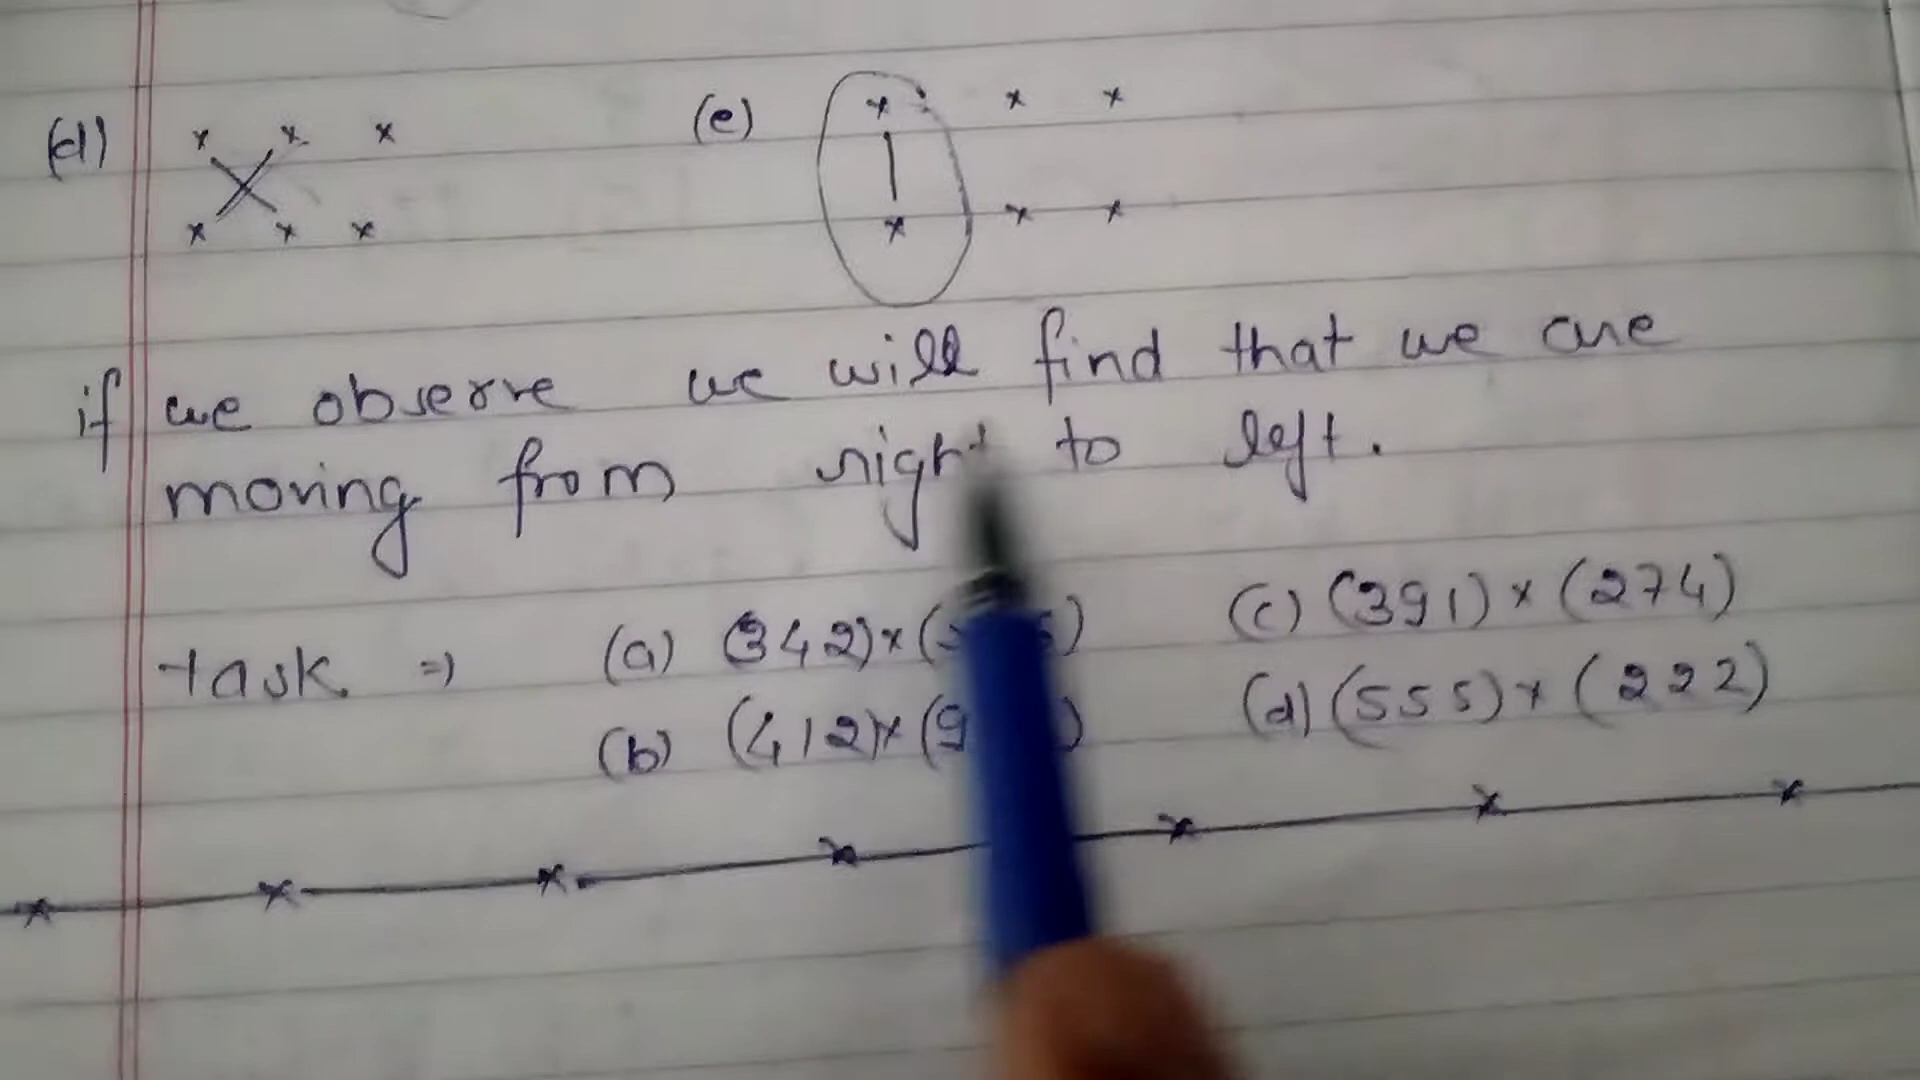 (d) x x x
x x x
(e) x x x
x x x
if we observe we will find that we are
moving from right to left.
task => (a) (342)x( (c) (391)x(274)
(b) (412)x(9 (d) (555)x(222)